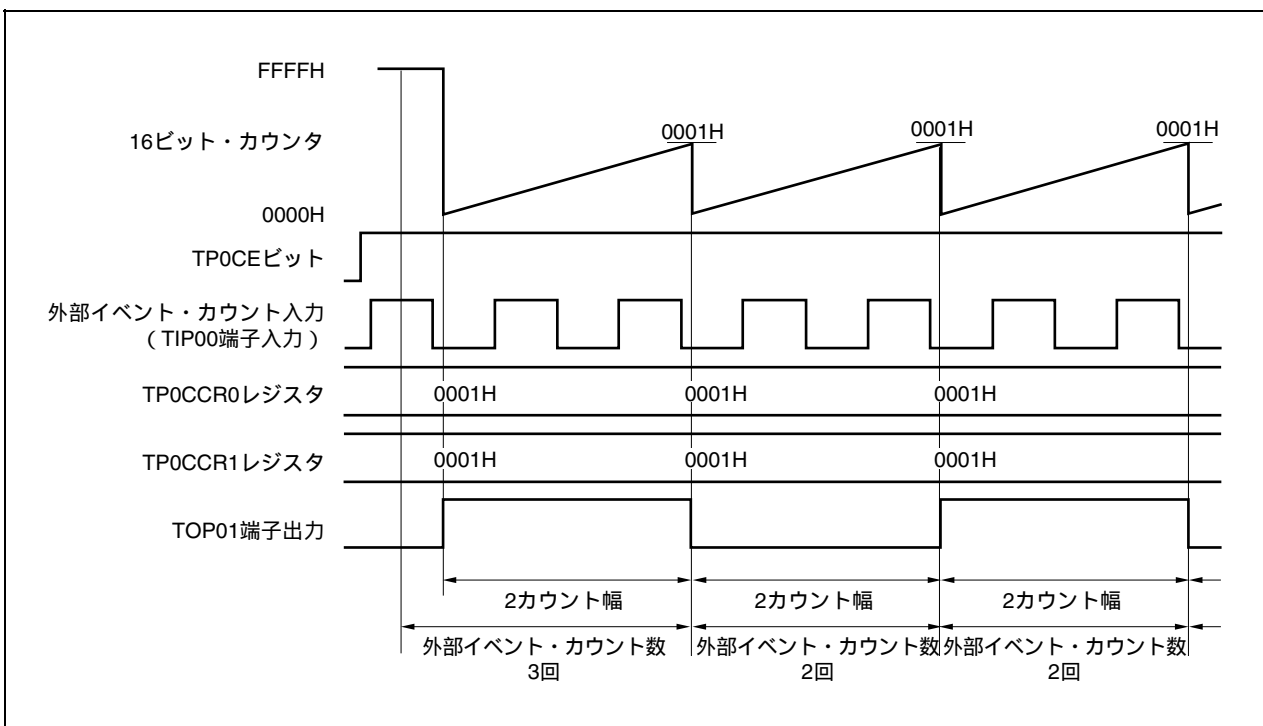 FFFFH
16ビット・カウンタ
0001H
0001H
0001H
0000H
TP0CEビット
外部イベント・カウント入力
（TIP00端子入力）
TP0CCR0レジスタ
0001H
0001H
0001H
TP0CCR1レジスタ
0001H
0001H
0001H
TOP01端子出力
2カウント幅
2カウント幅
2カウント幅
外部イベント・カウント数
3回
外部イベント・カウント数
2回
外部イベント・カウント数
2回